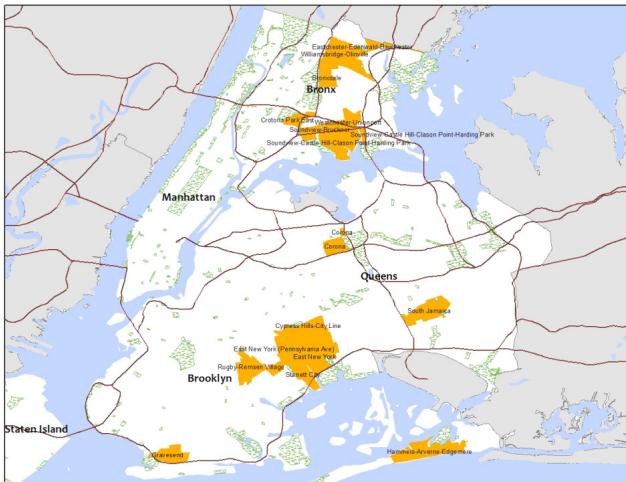 Eastchester-Edenwald-Baychester
Williamsbridge-Olinville
Bronxdale
Bronx
Crotona Park East
Westchester-Unionport
Soundview-Bruckner
Soundview-Castle Hill-Clason Point-Harding Park
Soundview-Castle Hill-Clason Point-Harding Park
Manhattan
Corona
Corona
Queens
South Jamaica
Cypress Hills-City Line
East New York (Pennsylvania Ave)
East New York
Rugby-Remsen Village
Starrett City
Brooklyn
Staten Island
Gravesend
Hammels-Arverne-Edgemere